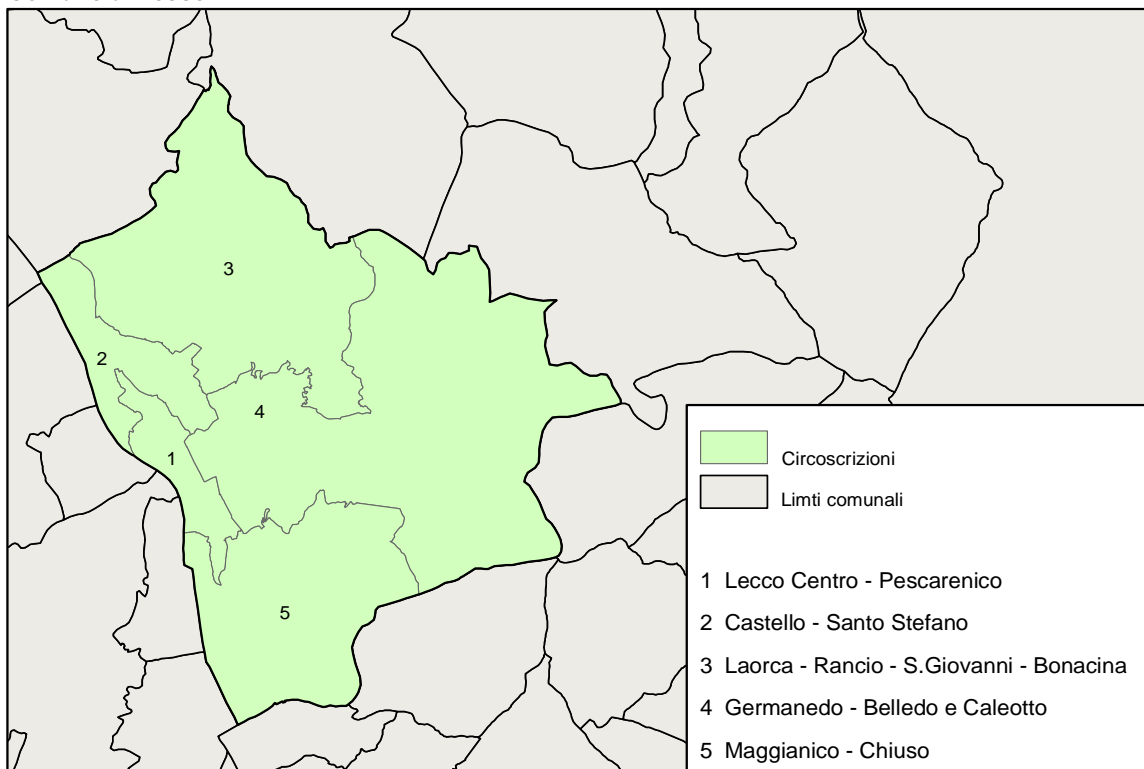 3
2
4
1
5
Circoscrizioni
Limti comunali
1 Lecco Centro - Pescarenico
2 Castello - Santo Stefano
3 Laorca - Rancio - S.Giovanni - Bonacina
4 Germanedo - Belledo e Caleotto
5 Maggianico - Chiuso